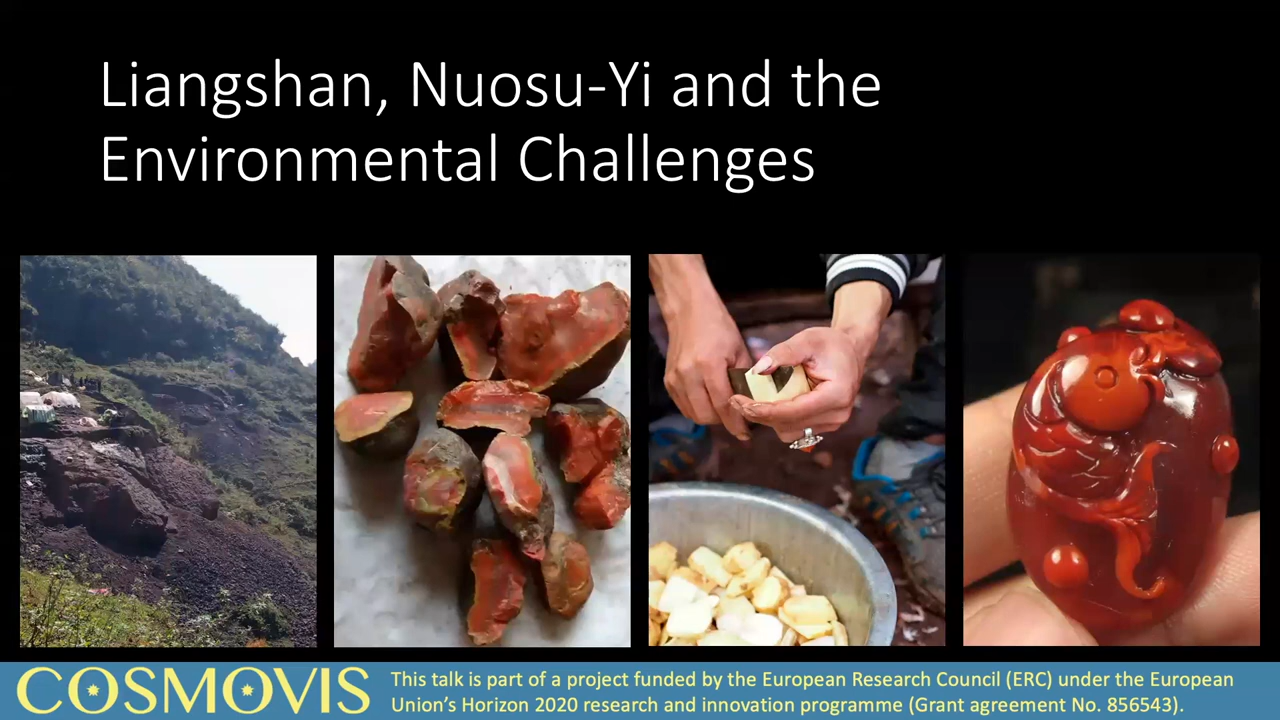 Liangshan, Nuosu-Yi and the
Environmental Challenges
COSMOVIS
This talk is part of a project funded by the European Research Council (ERC) under the European
Union’s Horizon 2020 research and innovation programme (Grant agreement No. 856543).